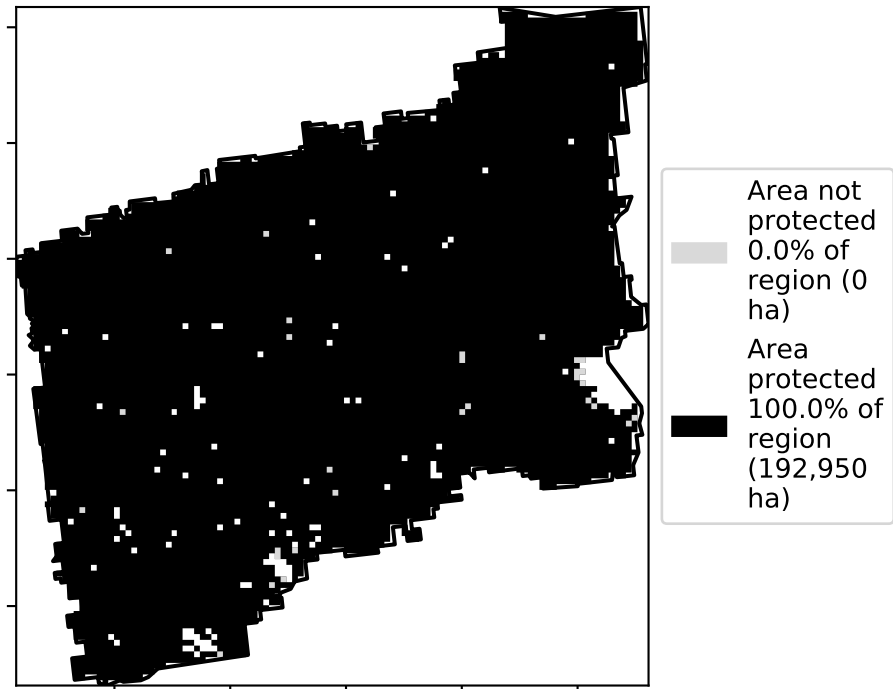 Area not
protected
0.0% of
region (0
ha)
Area
protected
100.0% of
region
(192,950
ha)